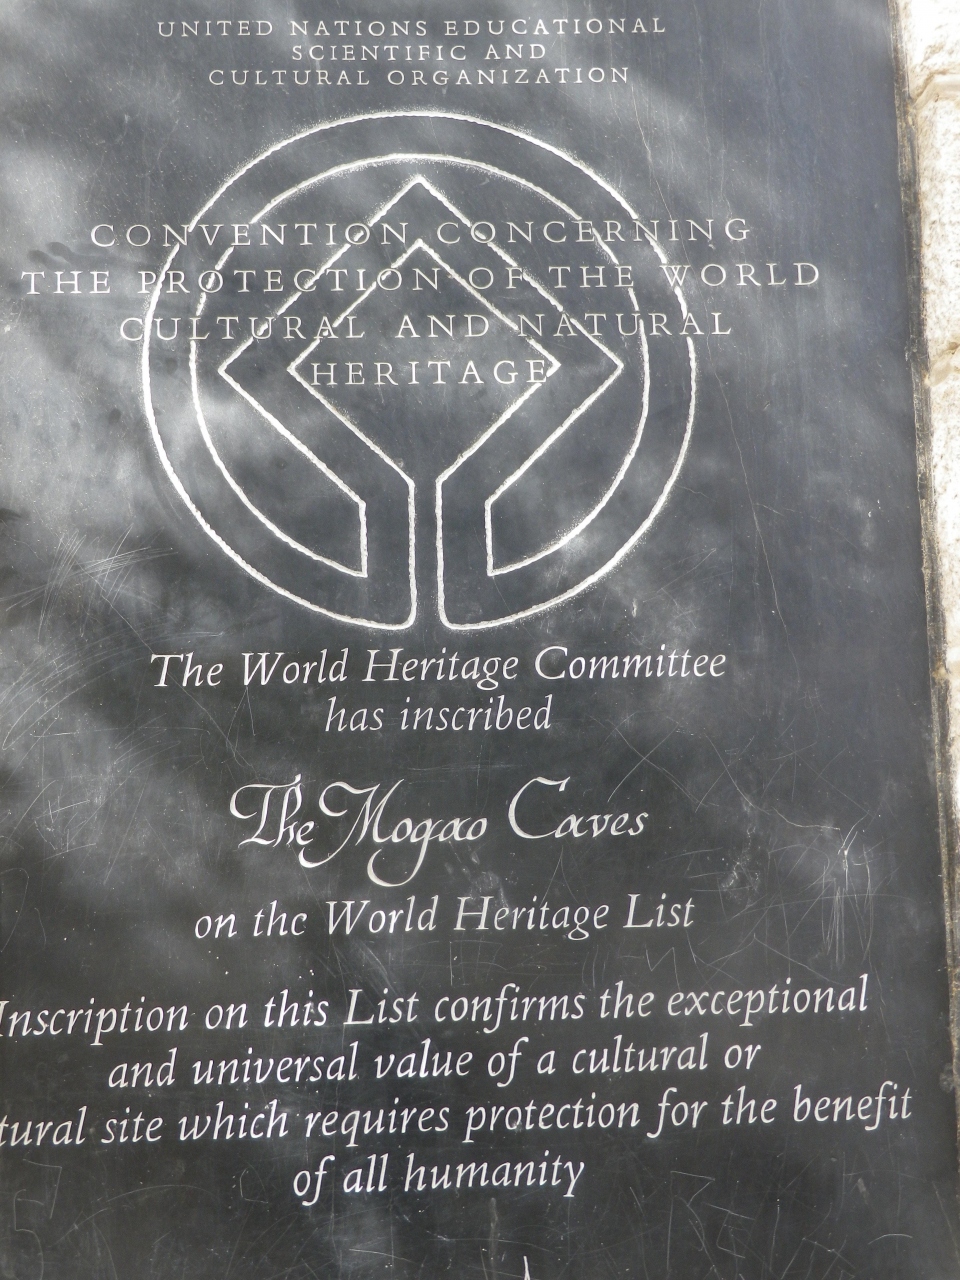 UNITED NATIONS EDUCATIONAL
SCIENTIFIC AND
CULTURAL ORGANIZATION
CONVENTION CONCERNING
THE PROTECTION OF THE WORLD
CULTURAL AND NATURAL
HERITAGE
The World Heritage Committee
has inscribed
The Mogao Caves
on the World Heritage List
Inscription on this List confirms the exceptional
and universal value of a cultural or
tural site which requires protection for the benefit
of all humanity